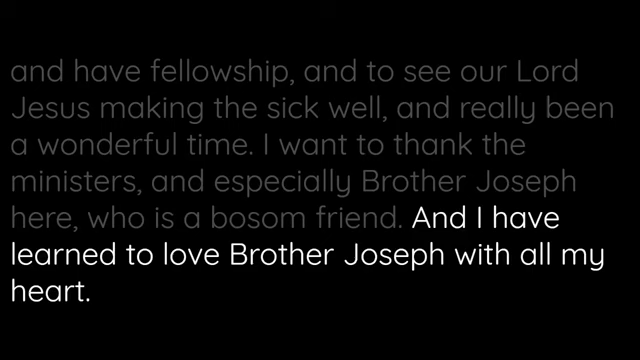 and have fellowship, and to see our Lord
Jesus making the sick well, and really been
a wonderful time. I want to thank the
ministers, and especially Brother Joseph
here, who is a bosom friend. And I have
learned to love Brother Joseph with all my
heart.